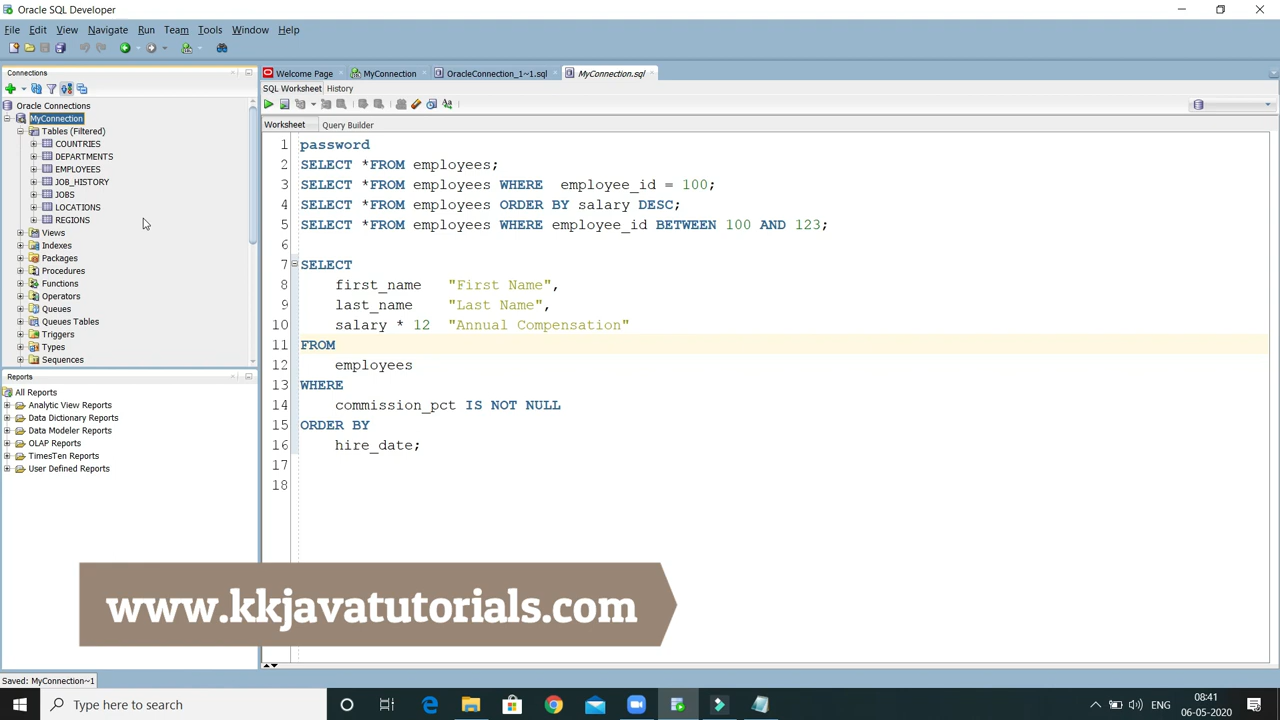 Oracle SQL Developer
File Edit View Navigate Run Team Tools Window Help
Connections
Oracle Connections
MyConnection
Tables (Filtered)
COUNTRIES
DEPARTMENTS
EMPLOYEES
JOB_HISTORY
JOBS
LOCATIONS
REGIONS
Views
Indexes
Packages
Procedures
Functions
Operators
Queues
Queues Tables
Triggers
Types
Sequences
Reports
All Reports
Analytic View Reports
Data Dictionary Reports
Data Modeler Reports
OLAP Reports
TimesTen Reports
User Defined Reports
Welcome Page MyConnection OracleConnection_1~1.sql MyConnection.sql
SQL Worksheet History
Worksheet Query Builder
1 password
2 SELECT *FROM employees;
3 SELECT *FROM employees WHERE employee_id = 100;
4 SELECT *FROM employees ORDER BY salary DESC;
5 SELECT *FROM employees WHERE employee_id BETWEEN 100 AND 123;
6
7 SELECT
8 first_name "First Name",
9 last_name "Last Name",
10 salary * 12 "Annual Compensation"
11 FROM
12 employees
13 WHERE
14 commission_pct IS NOT NULL
15 ORDER BY
16 hire_date;
17
18
www.kkjavatutorials.com
Saved: MyConnection~1
Type here to search
ENG
08:41
06-05-2020